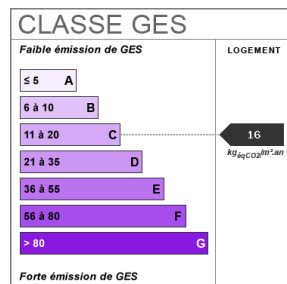 CLASSE GES
Faible émission de GES
LOGEMENT
≤ 5 A
6 à 10 B
11 à 20 C
16
kgéqCO2/m².an
21 à 35 D
36 à 55 E
56 à 80 F
> 80 G
Forte émission de GES